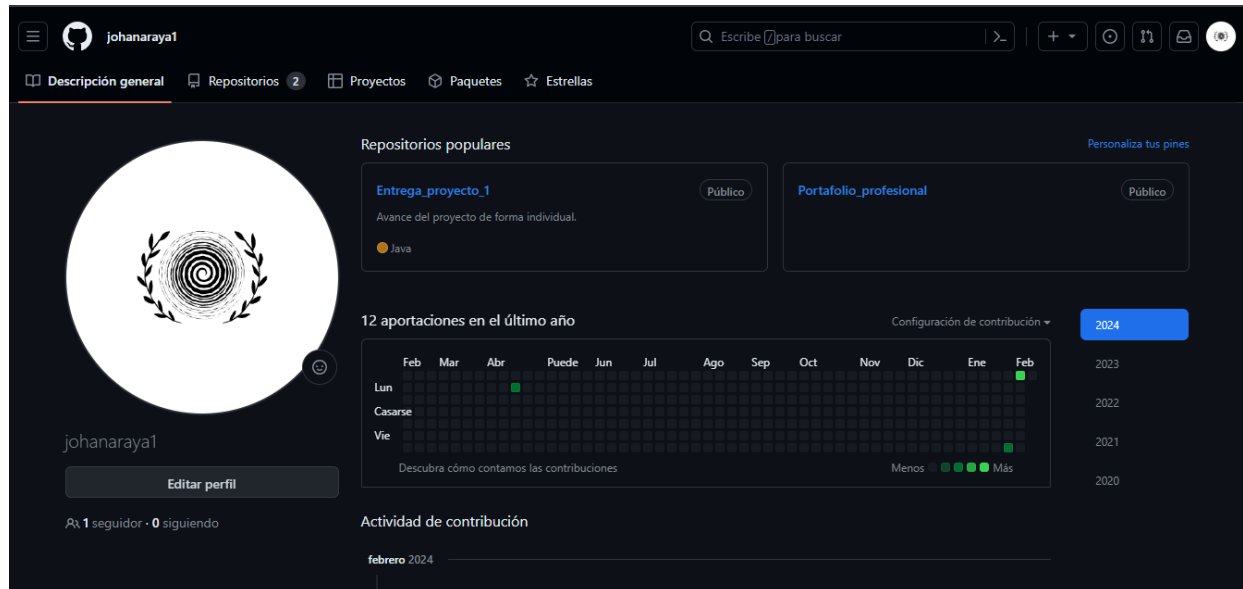 johanaraya1
Escribe / para buscar
Descripción general
Repositorios 2
Proyectos
Paquetes
Estrellas
Repositorios populares
Personaliza tus pines
Entrega_proyecto_1
Público
Avance del proyecto de forma individual.
Java
Portafolio_profesional
Público
12 aportaciones en el último año
Configuración de contribución
2024
2023
2022
2021
2020
Feb Mar Abr Puede Jun Jul Ago Sep Oct Nov Dic Ene Feb
Lun
Casarse
Vie
Descubra cómo contamos las contribuciones
Menos Más
johanaraya1
Editar perfil
1 seguidor · 0 siguiendo
Actividad de contribución
febrero 2024